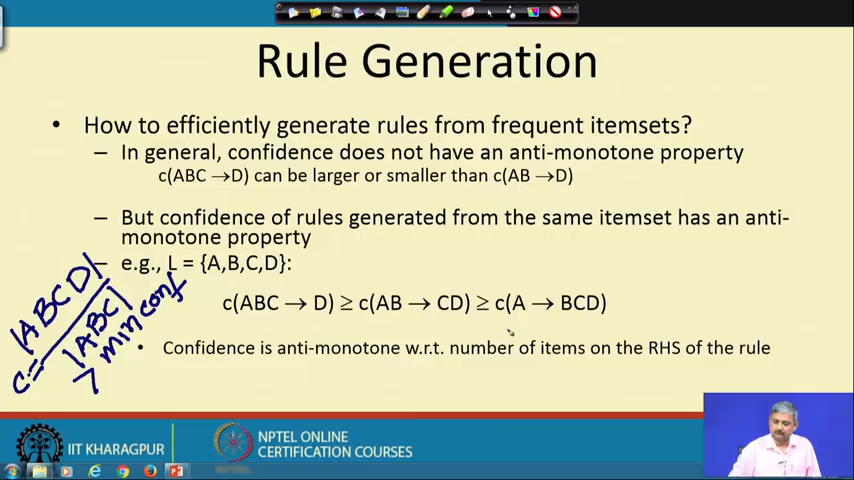 Rule Generation
• How to efficiently generate rules from frequent itemsets?
– In general, confidence does not have an anti-monotone property
c(ABC →D) can be larger or smaller than c(AB →D)
– But confidence of rules generated from the same itemset has an anti-
monotone property
– e.g., L = {A,B,C,D}:
c(ABC → D) ≥ c(AB → CD) ≥ c(A → BCD)
• Confidence is anti-monotone w.r.t. number of items on the RHS of the rule
c = |ABCD|
|ABC|
> minconf
IIT KHARAGPUR
NPTEL ONLINE
CERTIFICATION COURSES